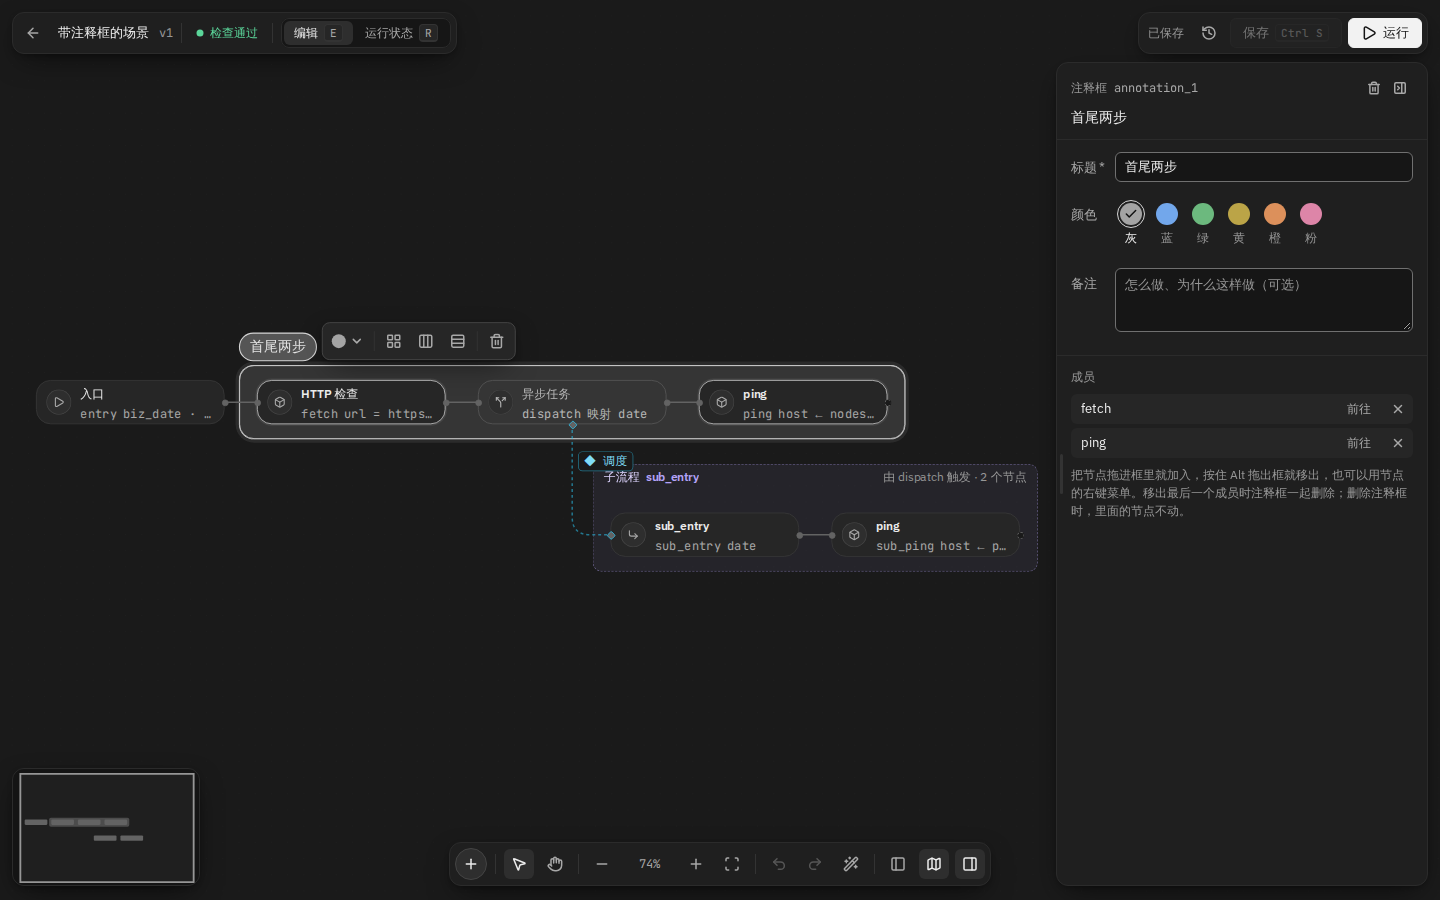 带注释框的场景 v1 检查通过 编辑 E 运行状态 R
已保存 保存 Ctrl S 运行
注释框 annotation_1
首尾两步
标题* 首尾两步
颜色
灰 蓝 绿 黄 橙 粉
备注 怎么做、为什么这样做（可选）
成员
fetch 前往
ping 前往
把节点拖进框里就加入，按住 Alt 拖出框就移出，也可以用节点
的右键菜单。移出最后一个成员时注释框一起删除；删除注释框
时，里面的节点不动。
首尾两步
入口
entry biz_date · …
HTTP 检查
fetch url = https…
异步任务
dispatch 映射 date
ping
ping host ← nodes…
调度
子流程 sub_entry 由 dispatch 触发 · 2 个节点
sub_entry
sub_entry date
ping
sub_ping host ← p…
74%